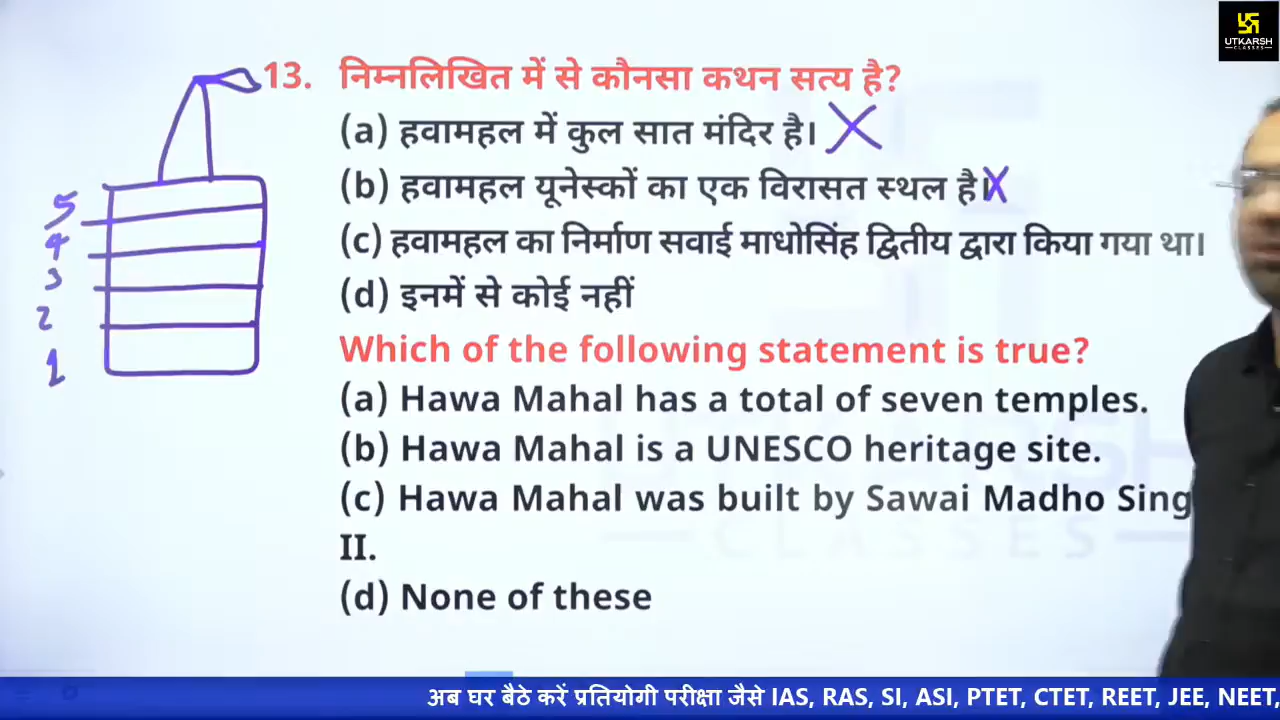 UTKARSH
CLASSES
13. निम्नलिखित में से कौनसा कथन सत्य है?
(a) हवामहल में कुल सात मंदिर है।
(b) हवामहल यूनेस्कों का एक विरासत स्थल है।
(c) हवामहल का निर्माण सवाई माधोसिंह द्वितीय द्वारा किया गया था।
(d) इनमें से कोई नहीं
5
4
3
2
1
Which of the following statement is true?
(a) Hawa Mahal has a total of seven temples.
(b) Hawa Mahal is a UNESCO heritage site.
(c) Hawa Mahal was built by Sawai Madho Sing
II.
(d) None of these
अब घर बैठे करें प्रतियोगी परीक्षा जैसे IAS, RAS, SI, ASI, PTET, CTET, REET, JEE, NEET,